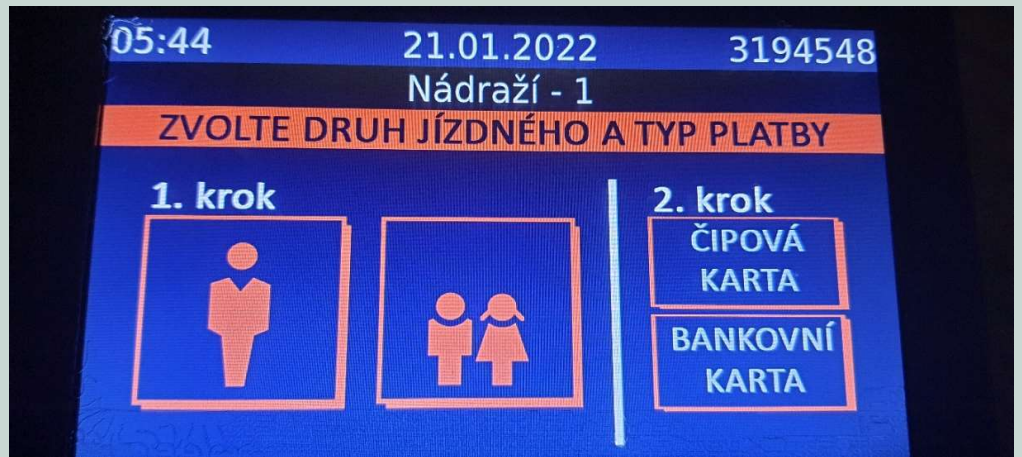 05:44 21.01.2022 3194548
Nádraží - 1
ZVOLTE DRUH JÍZDNÉHO A TYP PLATBY
1. krok
2. krok
ČIPOVÁ
KARTA
BANKOVNÍ
KARTA